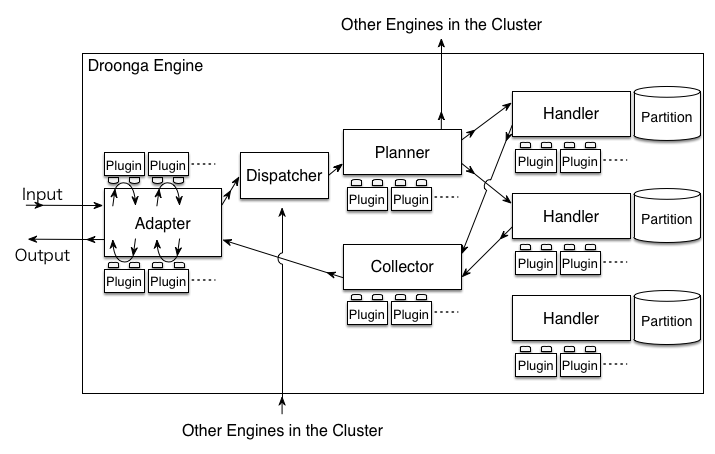 Other Engines in the Cluster
Droonga Engine
Handler
Partition
Plugin Plugin
Planner
Plugin Plugin
Dispatcher
Plugin Plugin
Input
Adapter
Output
Plugin Plugin
Handler
Partition
Plugin Plugin
Collector
Plugin Plugin
Handler
Partition
Plugin Plugin
Other Engines in the Cluster